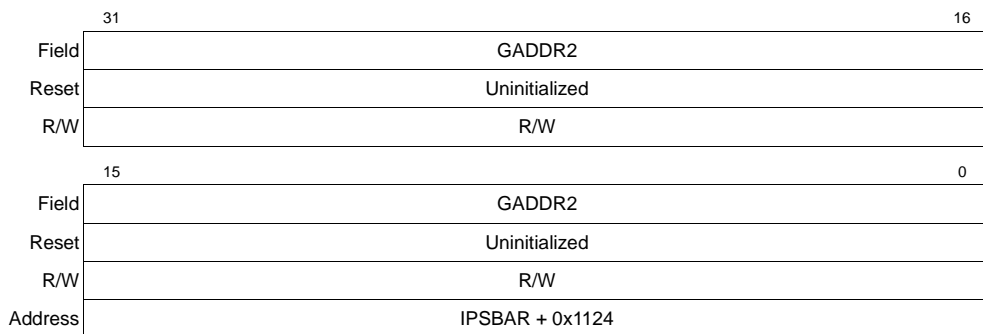 31 16
Field GADDR2
Reset Uninitialized
R/W R/W
15 0
Field GADDR2
Reset Uninitialized
R/W R/W
Address IPSBAR + 0x1124